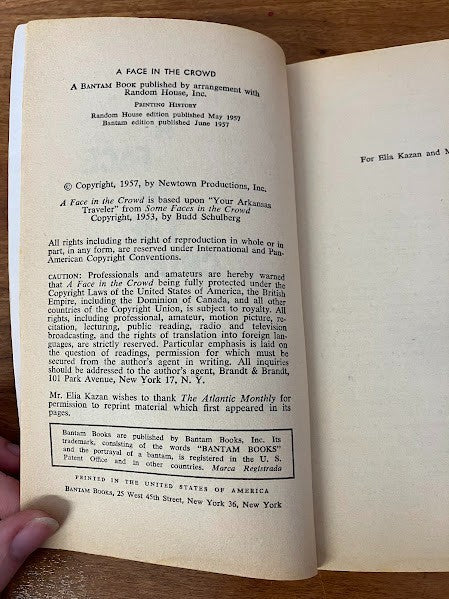 A FACE IN THE CROWD
A BANTAM BOOK published by arrangement with
Random House, Inc.
PRINTING HISTORY
Random House edition published May 1957
Bantam edition published June 1957
© Copyright, 1957, by Newtown Productions, Inc.
A Face in the Crowd is based upon "Your Arkansas
Traveler" from Some Faces in the Crowd
Copyright, 1953, by Budd Schulberg
All rights including the right of reproduction in whole or in
part, in any form, are reserved under International and Pan-
American Copyright Conventions.
CAUTION: Professionals and amateurs are hereby warned
that A Face in the Crowd being fully protected under the
Copyright Laws of the United States of America, the British
Empire, including the Dominion of Canada, and all other
countries of the Copyright Union, is subject to royalty. All
rights, including professional, amateur, motion picture, re-
citation, lecturing, public reading, radio and television
broadcasting, and the rights of translation into foreign lan-
guages, are strictly reserved. Particular emphasis is laid on
the question of readings, permission for which must be
secured from the author's agent in writing. All inquiries
should be addressed to the author's agent, Brandt & Brandt,
101 Park Avenue, New York 17, N. Y.
Mr. Elia Kazan wishes to thank The Atlantic Monthly for
permission to reprint material which first appeared in its
pages.
Bantam Books are published by Bantam Books, Inc. Its
trademark, consisting of the words "BANTAM BOOKS"
and the portrayal of a bantam, is registered in the U. S.
Patent Office and in other countries. Marca Registrada
PRINTED IN THE UNITED STATES OF AMERICA
BANTAM BOOKS, 25 West 45th Street, New York 36, New York
For Elia Kazan and M